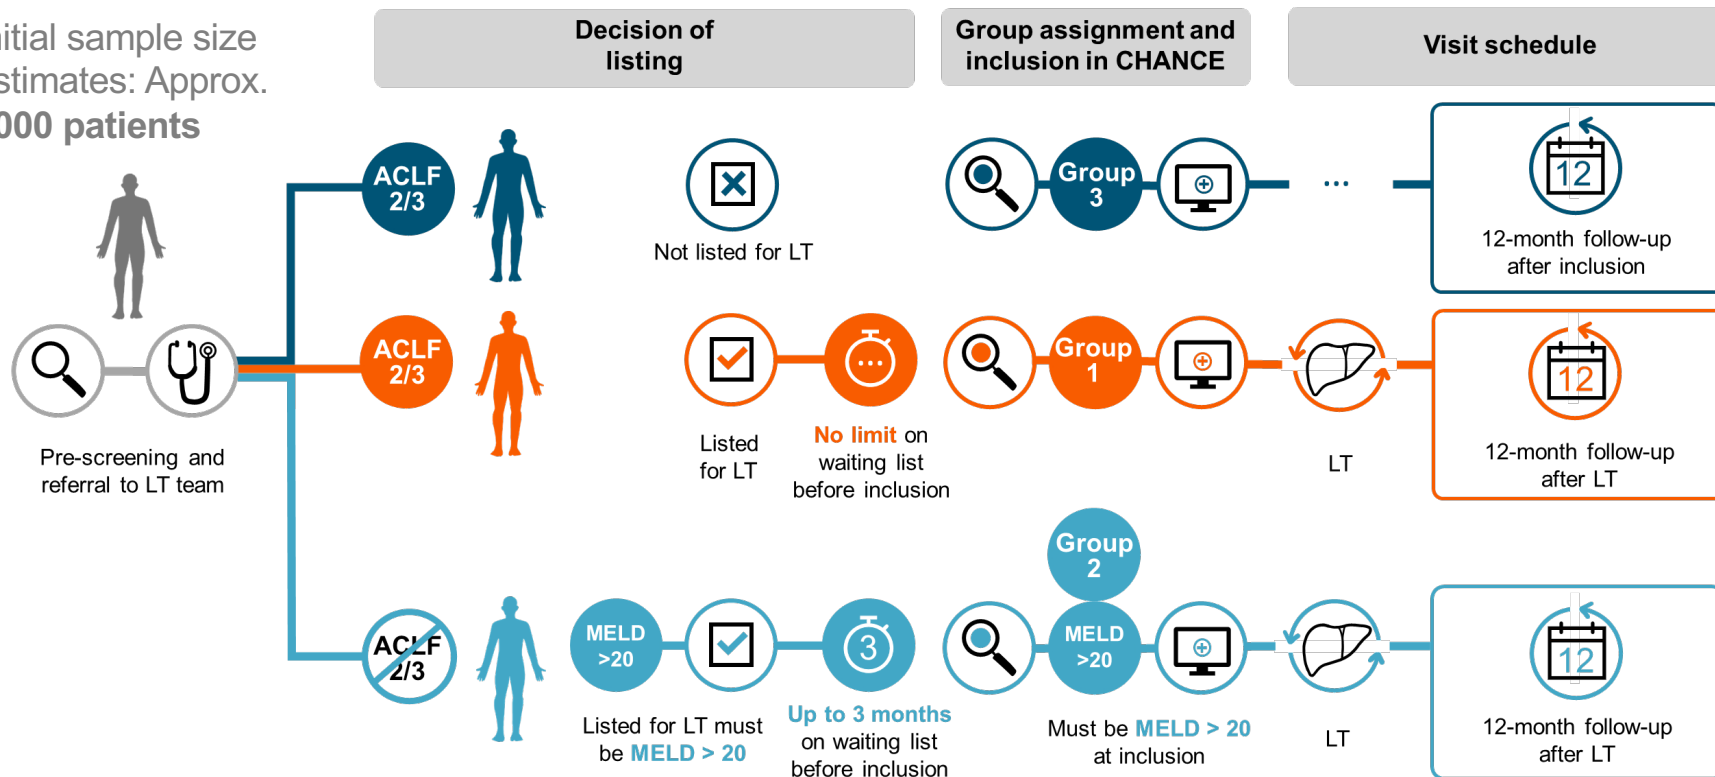 nitial sample size
stimates: Approx.
000 patients
Decision of
listing
Group assignment and
inclusion in CHANCE
Visit schedule
ACLF
2/3
Not listed for LT
Group
3
...
12
12-month follow-up
after inclusion
Pre-screening and
referral to LT team
ACLF
2/3
Listed
for LT
...
No limit on
waiting list
before inclusion
Group
1
LT
12
12-month follow-up
after LT
ACLF
2/3
MELD
>20
Listed for LT must
be MELD > 20
3
Up to 3 months
on waiting list
before inclusion
Group
2
MELD
>20
Must be MELD > 20
at inclusion
LT
12
12-month follow-up
after LT